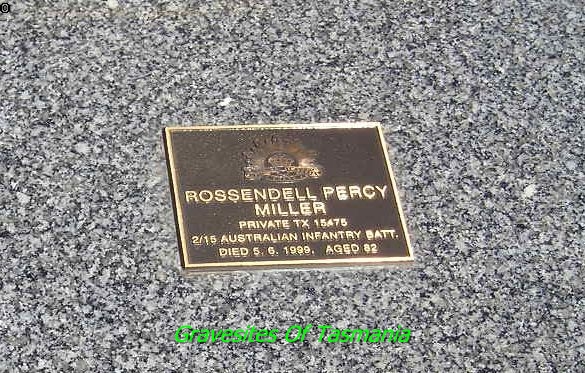 ROSSENDELL PERCY
MILLER
PRIVATE TX 15475
2/15 AUSTRALIAN INFANTRY BATT.
DIED 5. 6. 1999. AGED 82
Gravesites Of Tasmania